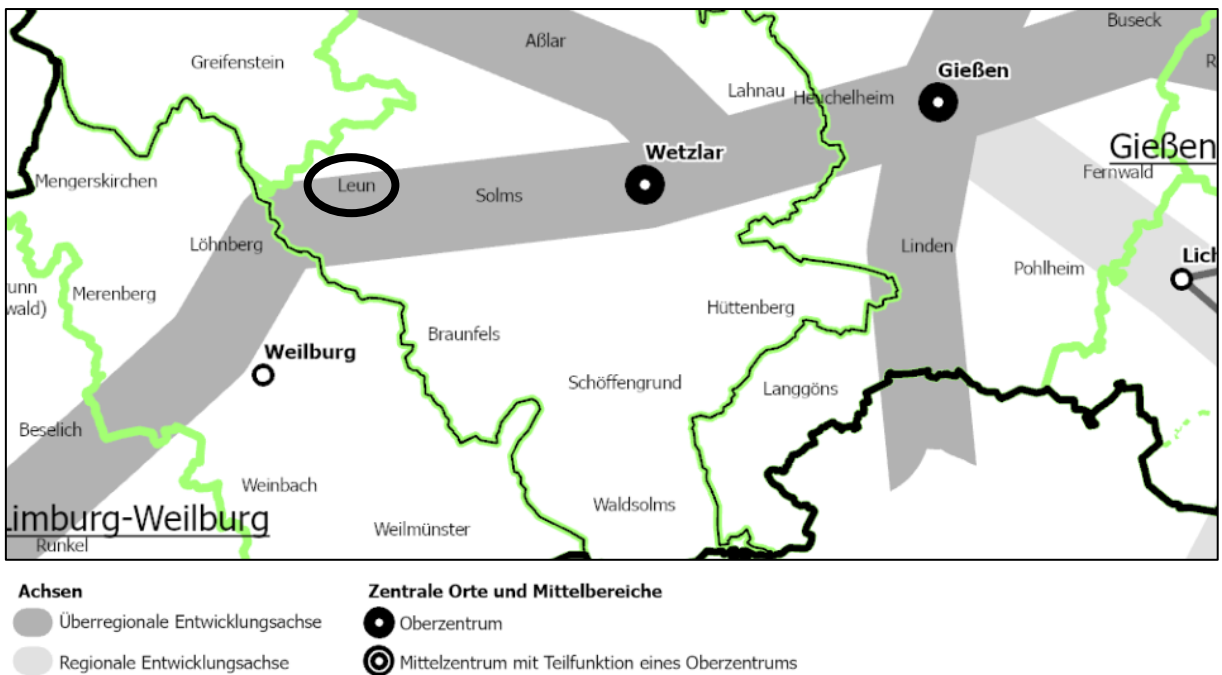 Buseck
Aßlar
Greifenstein
R
Gießen
Lahnau
Heuchelheim
Gießen
Wetzlar
Fernwald
Mengerskirchen
Leun
Solms
Löhnberg
Linden
Lich
Pohlheim
unn
wald)
Merenberg
Hüttenberg
Braunfels
Weilburg
Schöffengrund
Langgöns
Beselich
Weinbach
Waldsolms
Limburg-Weilburg
Weilmünster
Runkel
Achsen
Zentrale Orte und Mittelbereiche
Überregionale Entwicklungsachse
Oberzentrum
Regionale Entwicklungsachse
Mittelzentrum mit Teilfunktion eines Oberzentrums